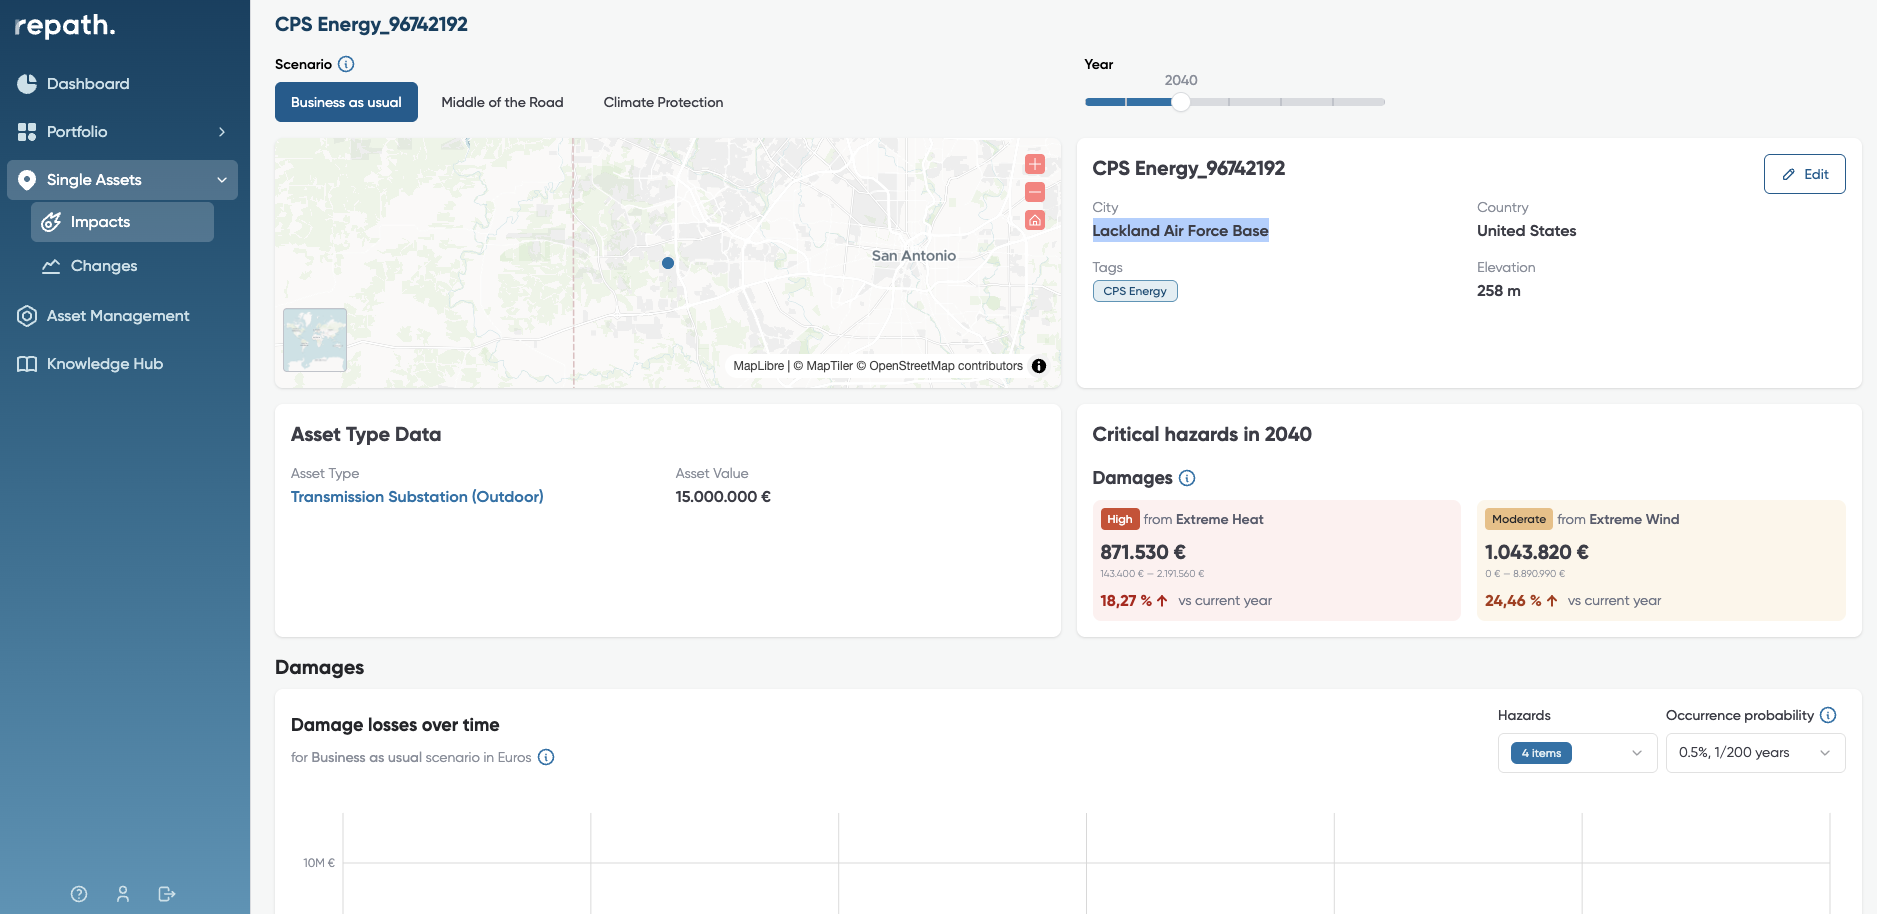 repath.
Dashboard
Portfolio
Single Assets
Impacts
Changes
Asset Management
Knowledge Hub
CPS Energy_96742192
Scenario
Business as usual
Middle of the Road
Climate Protection
Year
2040
San Antonio
MapLibre | © MapTiler © OpenStreetMap contributors
CPS Energy_96742192
Edit
City
Lackland Air Force Base
Country
United States
Tags
CPS Energy
Elevation
258 m
Asset Type Data
Asset Type
Transmission Substation (Outdoor)
Asset Value
15.000.000 €
Critical hazards in 2040
Damages
High from Extreme Heat
871.530 €
143.400 € – 2.191.560 €
18,27 % ↑ vs current year
Moderate from Extreme Wind
1.043.820 €
0 € – 8.890.990 €
24,46 % ↑ vs current year
Damages
Damage losses over time
for Business as usual scenario in Euros
Hazards
4 items
Occurrence probability
0.5%, 1/200 years
10M €